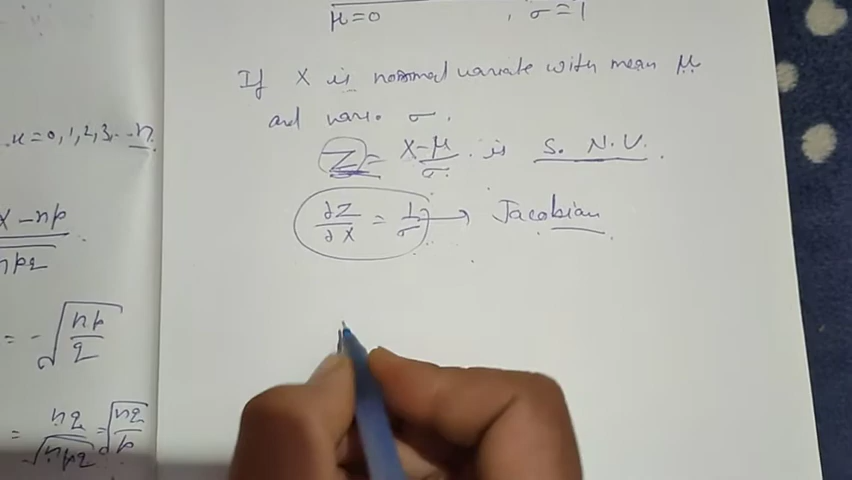 x = 0, 1, 2, 3, .. n.
X - np
√npq
= - √(np/q)
= nq/√npq = √(nq/p)
μ = 0 , σ = 1
If X is normal variate with mean μ
and vari. σ.
Z = X-μ/σ. is S. N. V.
∂Z/∂X = 1/σ → Jacobian